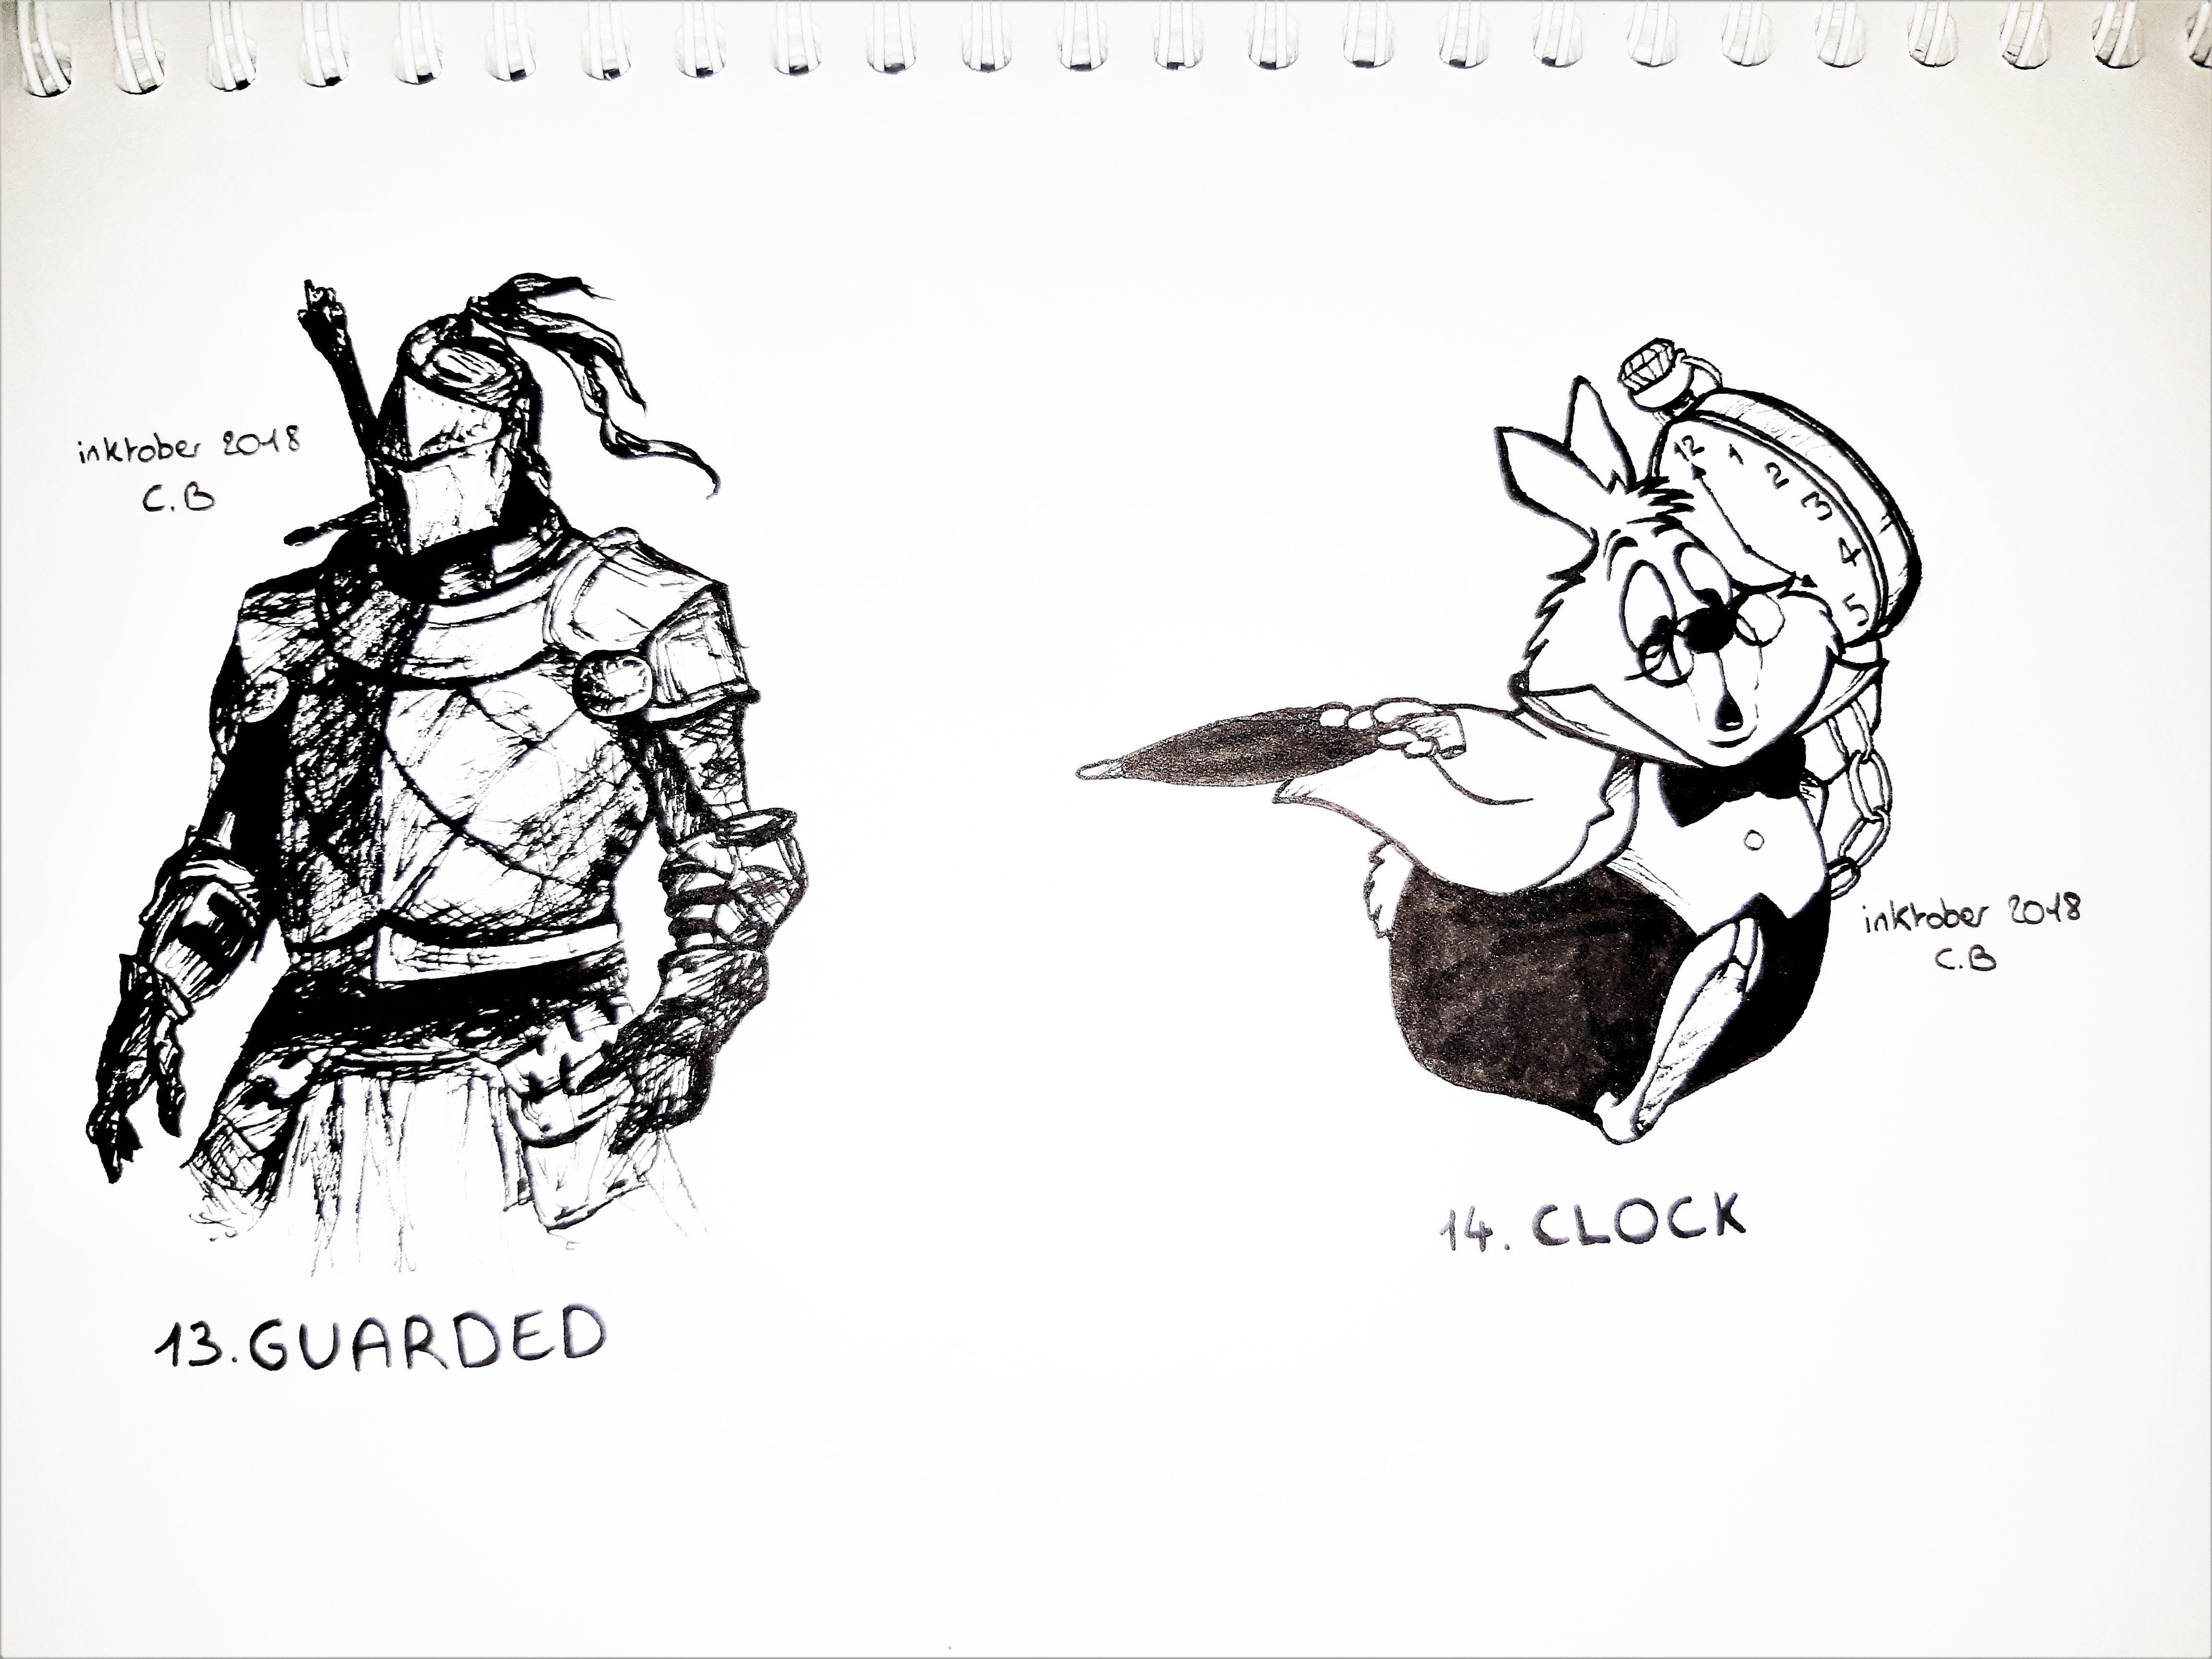 inktober 2018
C.B
13. GUARDED
12
1
2
3
4
5
inktober 2018
C.B
14. CLOCK